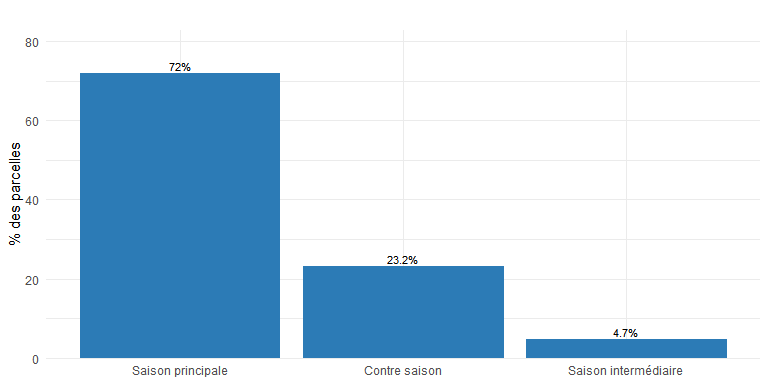 % des parcelles
80
60
40
20
0
72%
23.2%
4.7%
Saison principale
Contre saison
Saison intermédiaire